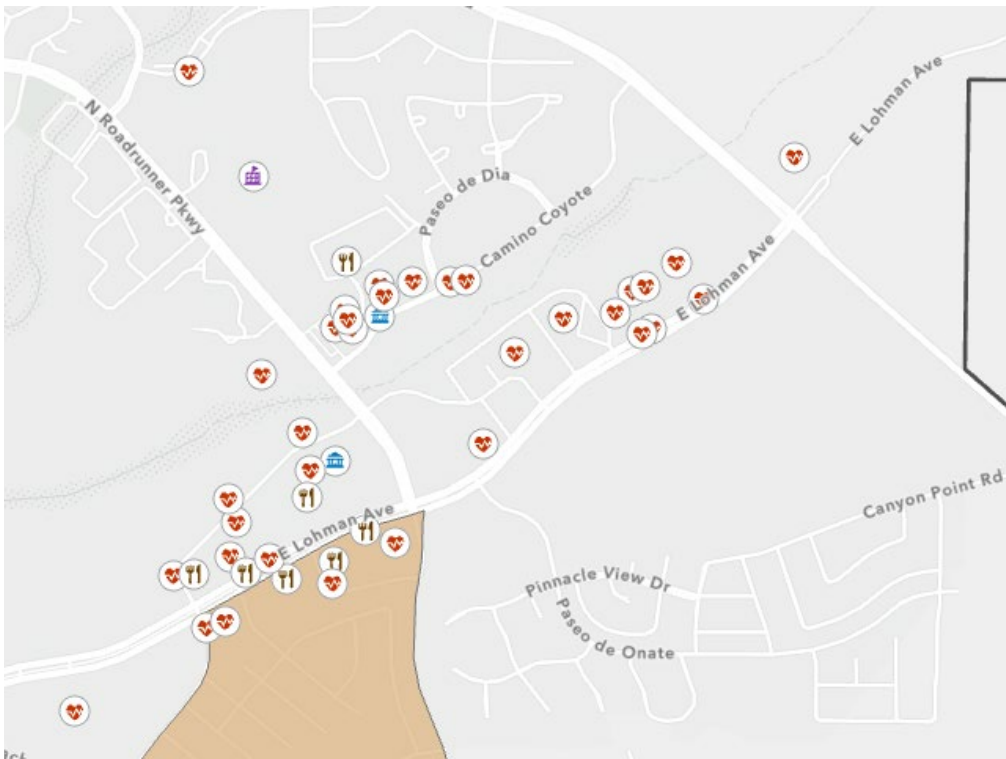 E Lohman Ave
N Roadrunner Pkwy
Paseo de Dia
Camino Coyote
E Lohman Ave
E Lohman Ave
Canyon Point Rd
Pinnacle View Dr
Paseo de Onate